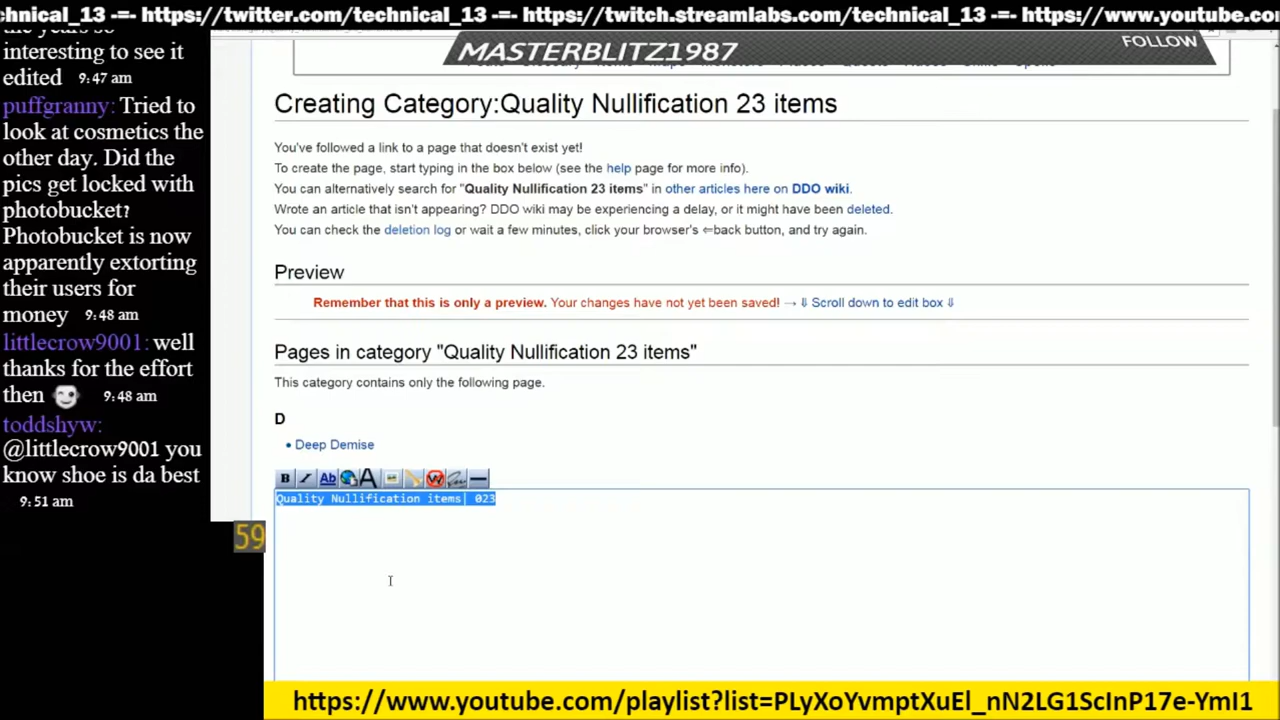 chnical_13 -=- https://twitter.com/technical_13 -=- https://twitch.streamlabs.com/technical_13 -=- https://www.youtube.co
the years so
interesting to see it
edited 9:47 am
puffgranny: Tried to
look at cosmetics the
other day. Did the
pics get locked with
photobucket?
Photobucket is now
apparently extorting
their users for
money 9:48 am
littlecrow9001: well
thanks for the effort
then 9:48 am
toddshyw:
@littlecrow9001 you
know shoe is da best
9:51 am
MASTERBLITZ1987 FOLLOW
Creating Category:Quality Nullification 23 items
You've followed a link to a page that doesn't exist yet!
To create the page, start typing in the box below (see the help page for more info).
You can alternatively search for "Quality Nullification 23 items" in other articles here on DDO wiki.
Wrote an article that isn't appearing? DDO wiki may be experiencing a delay, or it might have been deleted.
You can check the deletion log or wait a few minutes, click your browser's ⇐back button, and try again.
Preview
Remember that this is only a preview. Your changes have not yet been saved! → ⇓ Scroll down to edit box ⇓
Pages in category "Quality Nullification 23 items"
This category contains only the following page.
D
• Deep Demise
B I Ab A W
Quality Nullification items| 023
59
https://www.youtube.com/playlist?list=PLyXoYvmptXuEl_nN2LG1ScInP17e-YmI1